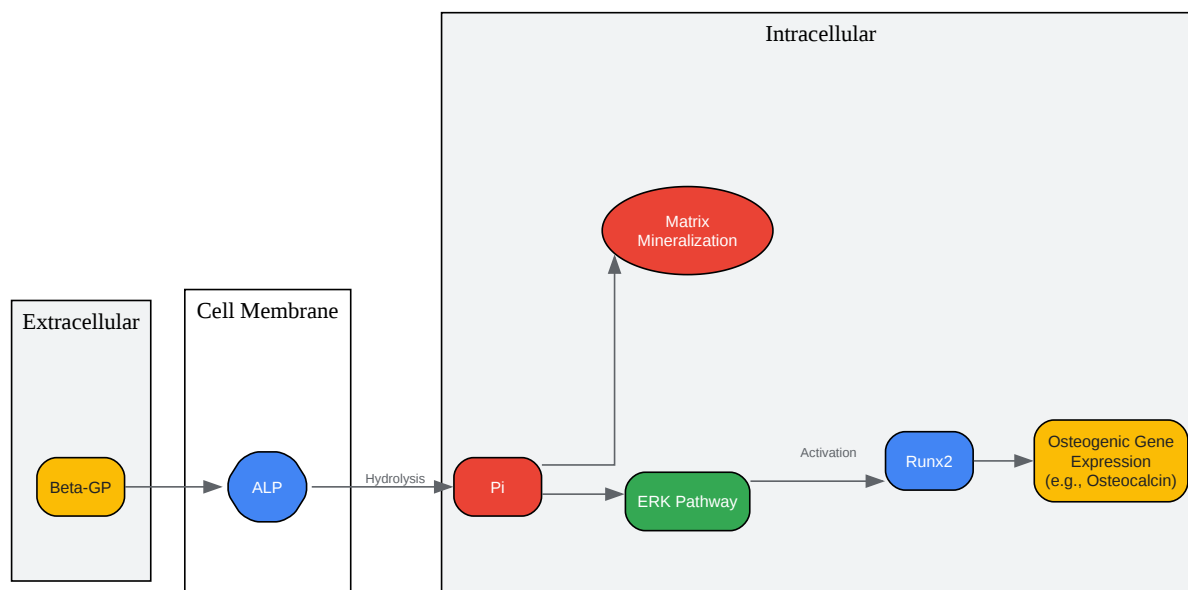 Intracellular
Matrix
Mineralization
Cell Membrane
Extracellular
Beta-GP
ALP
Hydrolysis
Pi
ERK Pathway
Activation
Runx2
Osteogenic Gene
Expression
(e.g., Osteocalcin)